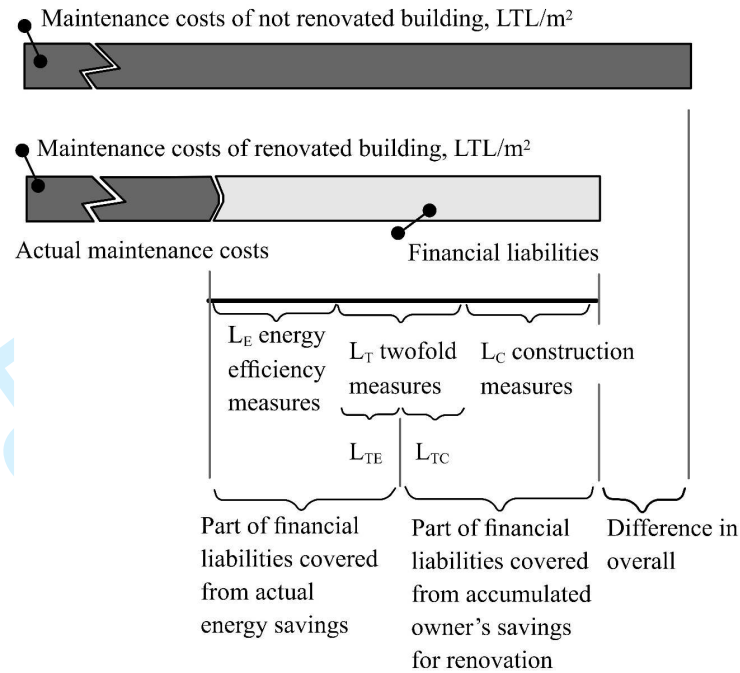 Maintenance costs of not renovated building, LTL/m²
Maintenance costs of renovated building, LTL/m²
Actual maintenance costs
Financial liabilities
L_E energy
efficiency
measures
L_T twofold
measures
L_C construction
measures
L_TE
L_TC
Part of financial
liabilities covered
from actual
energy savings
Part of financial
liabilities covered
from accumulated
owner's savings
for renovation
Difference in
overall